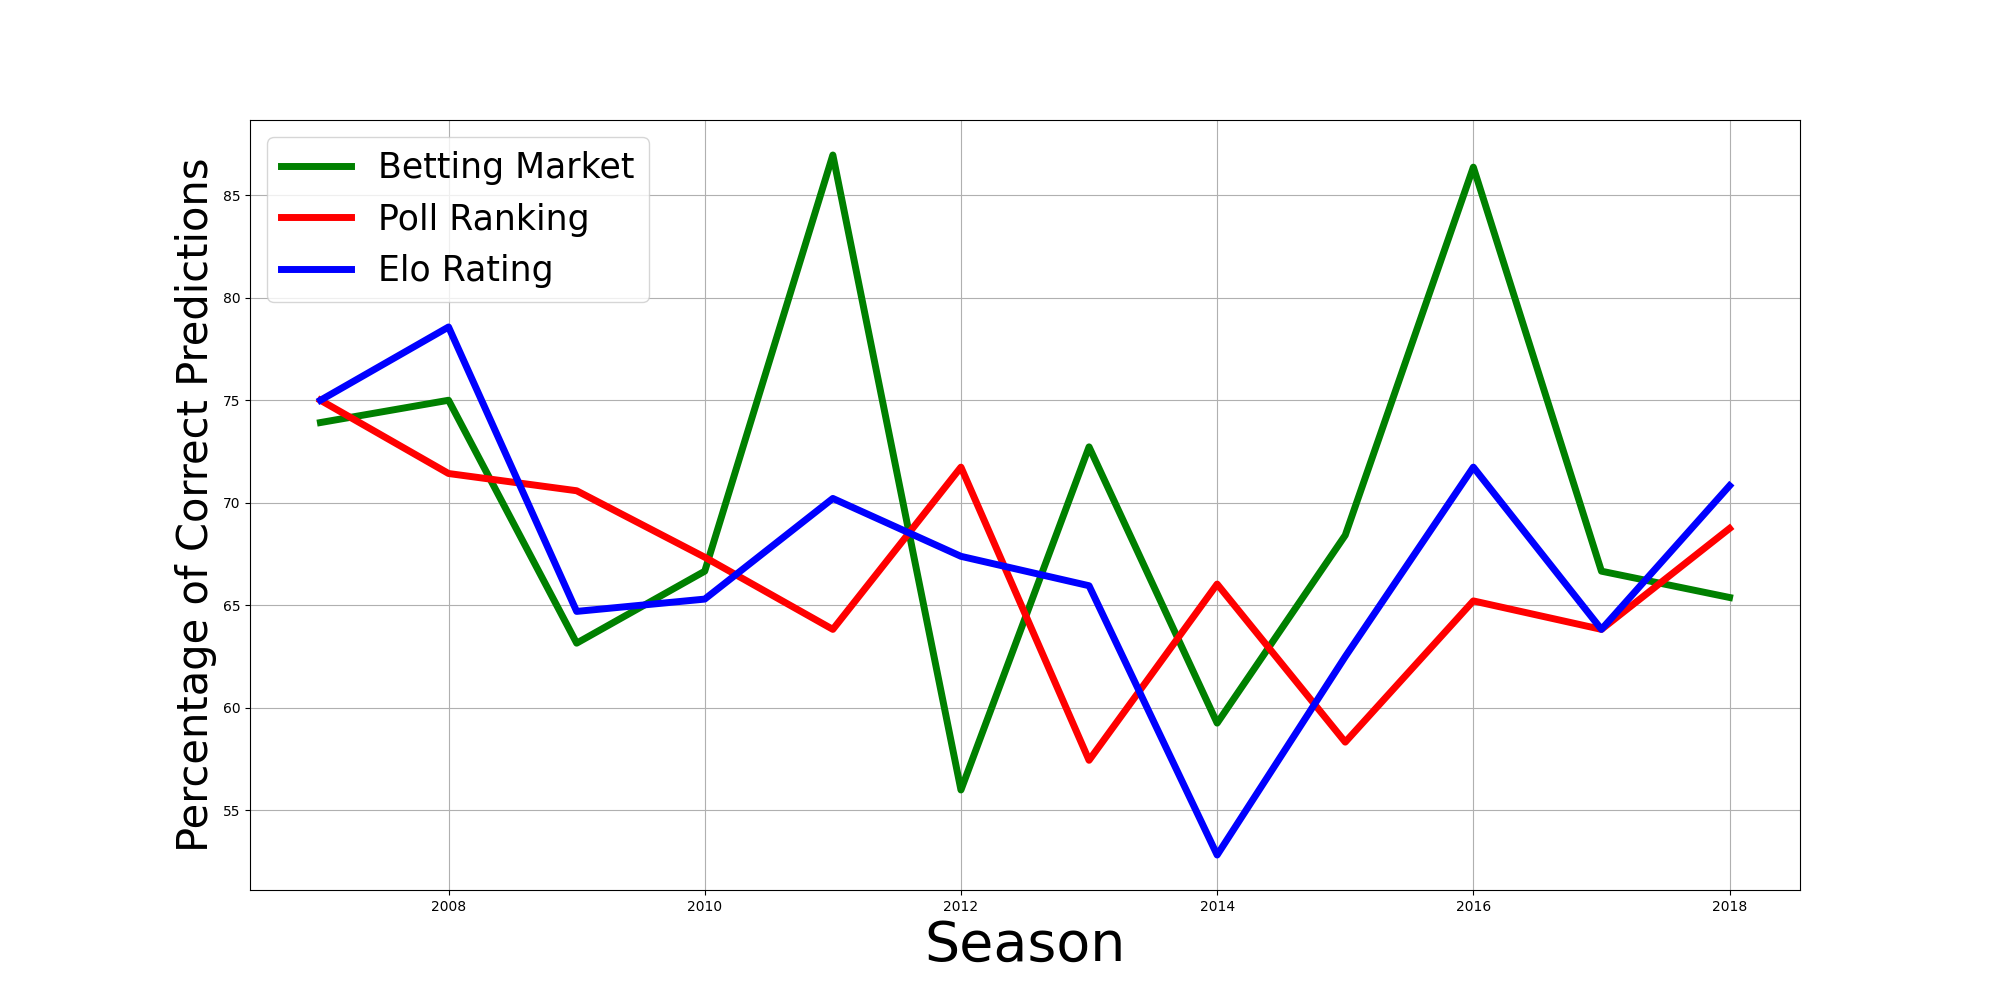 Betting Market
Poll Ranking
Elo Rating
Percentage of Correct Predictions
85
80
75
70
65
60
55
2008 2010 2012 2014 2016 2018
Season